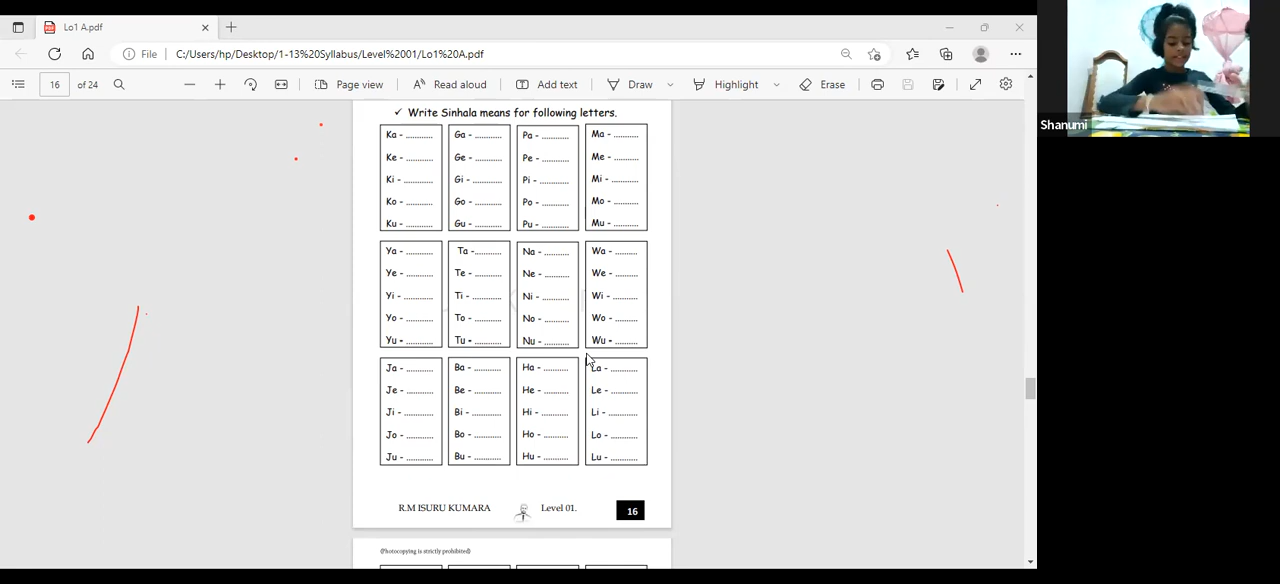 Lo1 A.pdf
File C:/Users/hp/Desktop/1-13%20Syllabus/Level%2001/Lo1%20A.pdf
16 of 24 Page view Read aloud Add text Draw Highlight Erase
Shanumi
✓ Write Sinhala means for following letters.
Ka - ........... Ga - ........... Pa - ........... Ma - ...........
Ke - ........... Ge - ........... Pe - ........... Me - ...........
Ki - ........... Gi - ........... Pi - ........... Mi - ...........
Ko - ........... Go - ........... Po - ........... Mo - ...........
Ku - ........... Gu - ........... Pu - ........... Mu - ...........
Ya - ........... Ta - ........... Na - ........... Wa - ...........
Ye - ........... Te - ........... Ne - ........... We - ...........
Yi - ........... Ti - ........... Ni - ........... Wi - ...........
Yo - ........... To - ........... No - ........... Wo - ...........
Yu - ........... Tu - ........... Nu - ........... Wu - ...........
Ja - ........... Ba - ........... Ha - ........... La - ...........
Je - ........... Be - ........... He - ........... Le - ...........
Ji - ........... Bi - ........... Hi - ........... Li - ...........
Jo - ........... Bo - ........... Ho - ........... Lo - ...........
Ju - ........... Bu - ........... Hu - ........... Lu - ...........
R.M ISURU KUMARA Level 01. 16
(Photocopying is strictly prohibited)